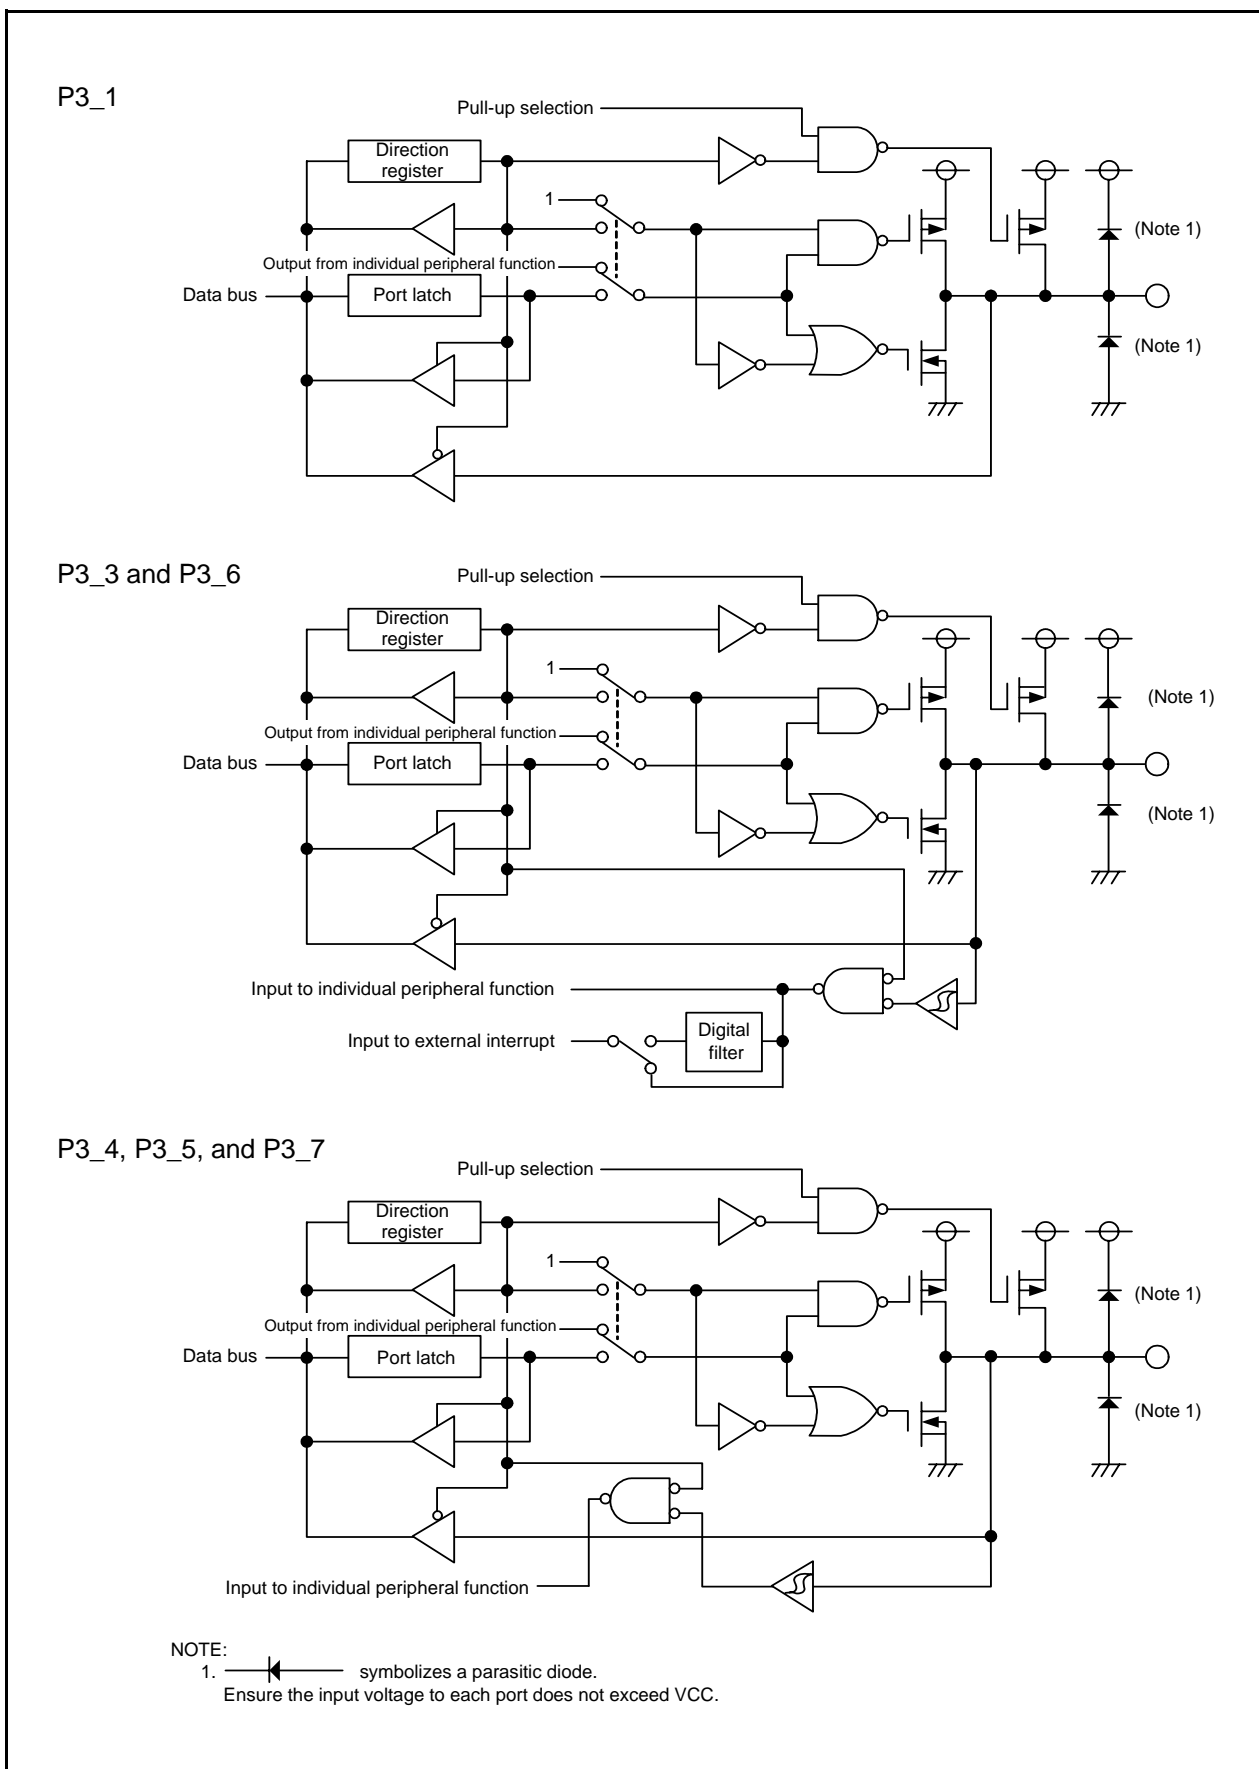 P3_1
Pull-up selection
Direction
register
1
(Note 1)
Output from individual peripheral function
Data bus
Port latch
(Note 1)
P3_3 and P3_6
Pull-up selection
Direction
register
1
(Note 1)
Output from individual peripheral function
Data bus
Port latch
(Note 1)
Input to individual peripheral function
Input to external interrupt
Digital
filter
P3_4, P3_5, and P3_7
Pull-up selection
Direction
register
1
(Note 1)
Output from individual peripheral function
Data bus
Port latch
(Note 1)
Input to individual peripheral function
NOTE:
1. symbolizes a parasitic diode.
Ensure the input voltage to each port does not exceed VCC.